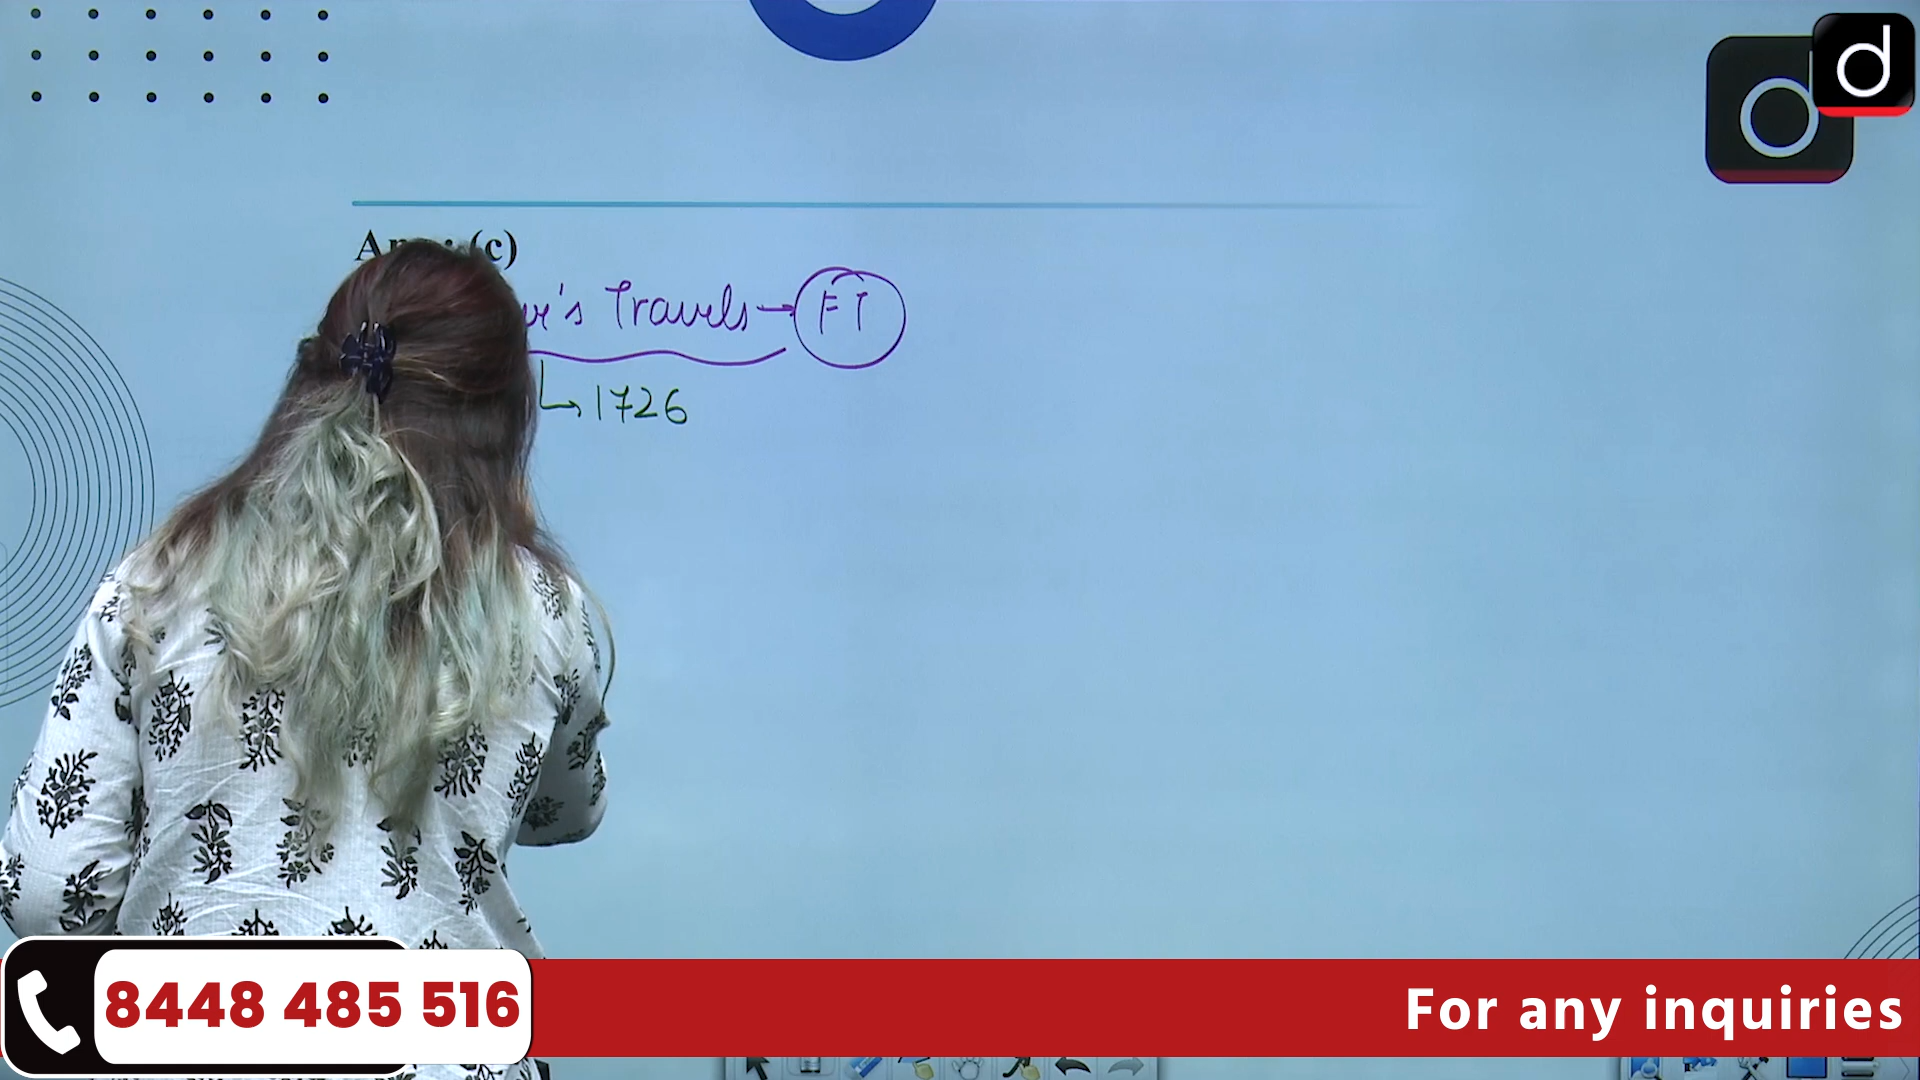 d
(c)
's Travels → FT
↳ 1726
8448 485 516
For any inquiries